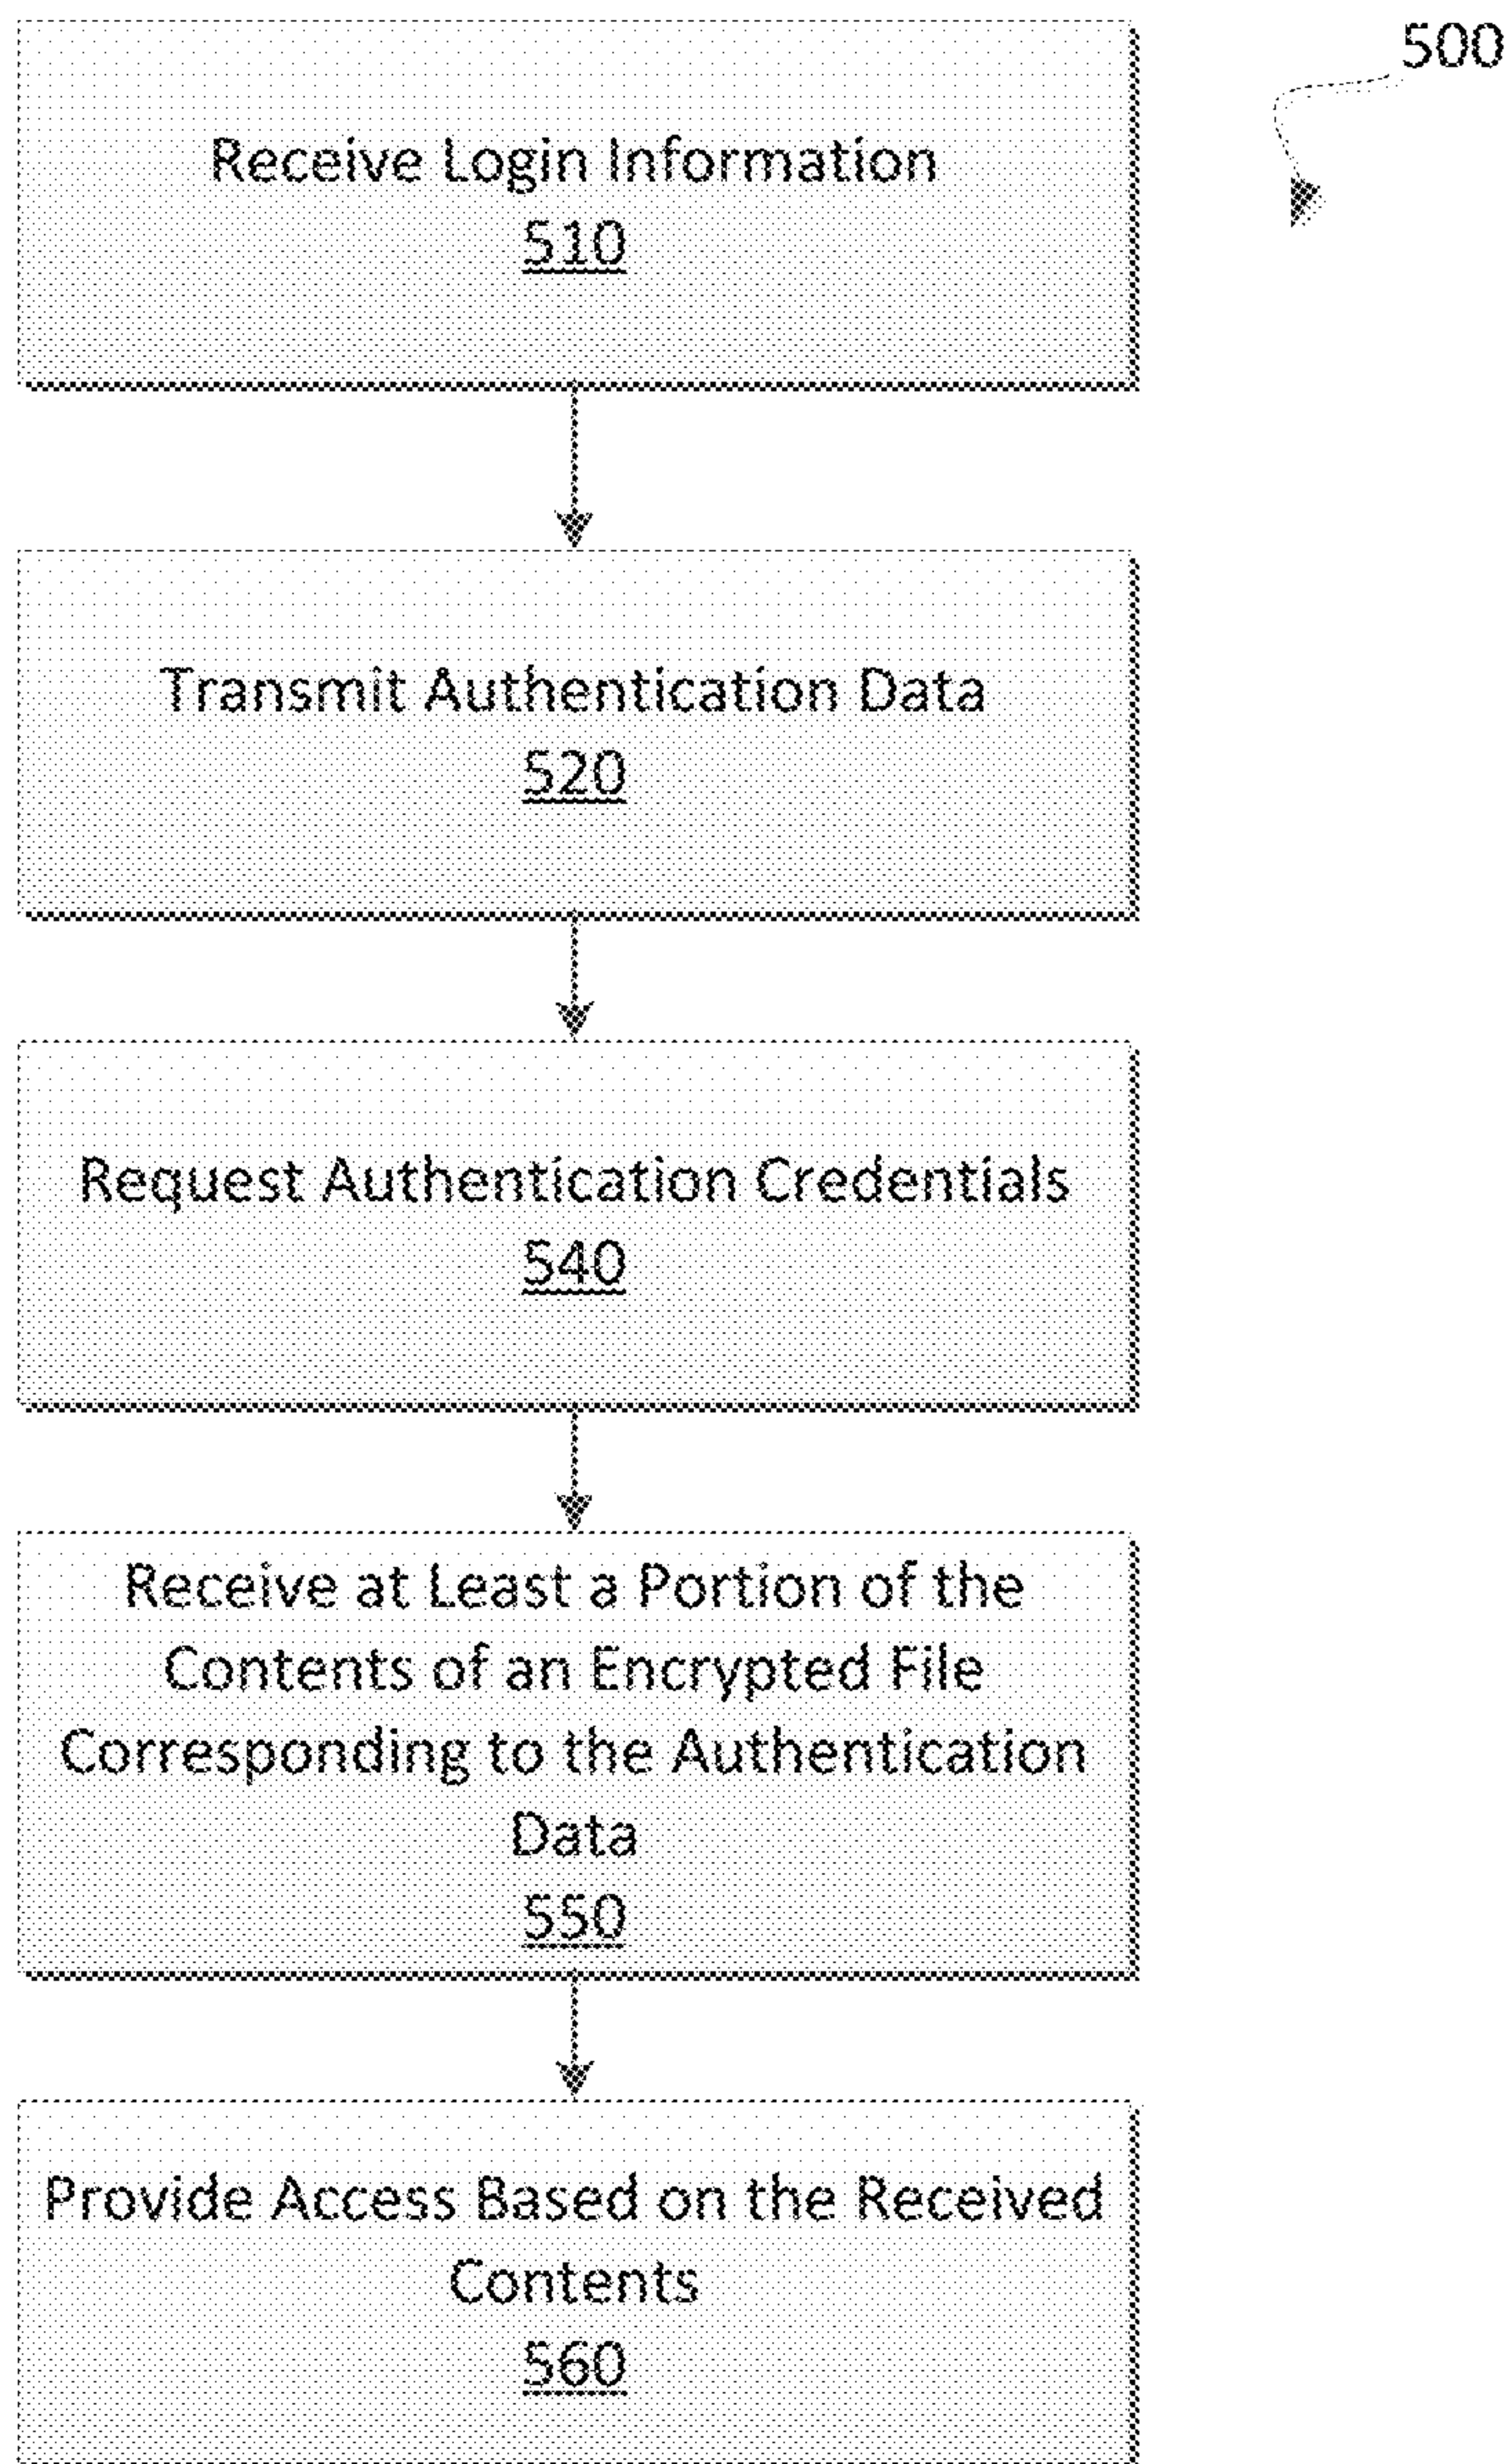 500
Receive Login Information
510
Transmit Authentication Data
520
Request Authentication Credentials
540
Receive at Least a Portion of the
Contents of an Encrypted File
Corresponding to the Authentication
Data
550
Provide Access Based on the Received
Contents
560